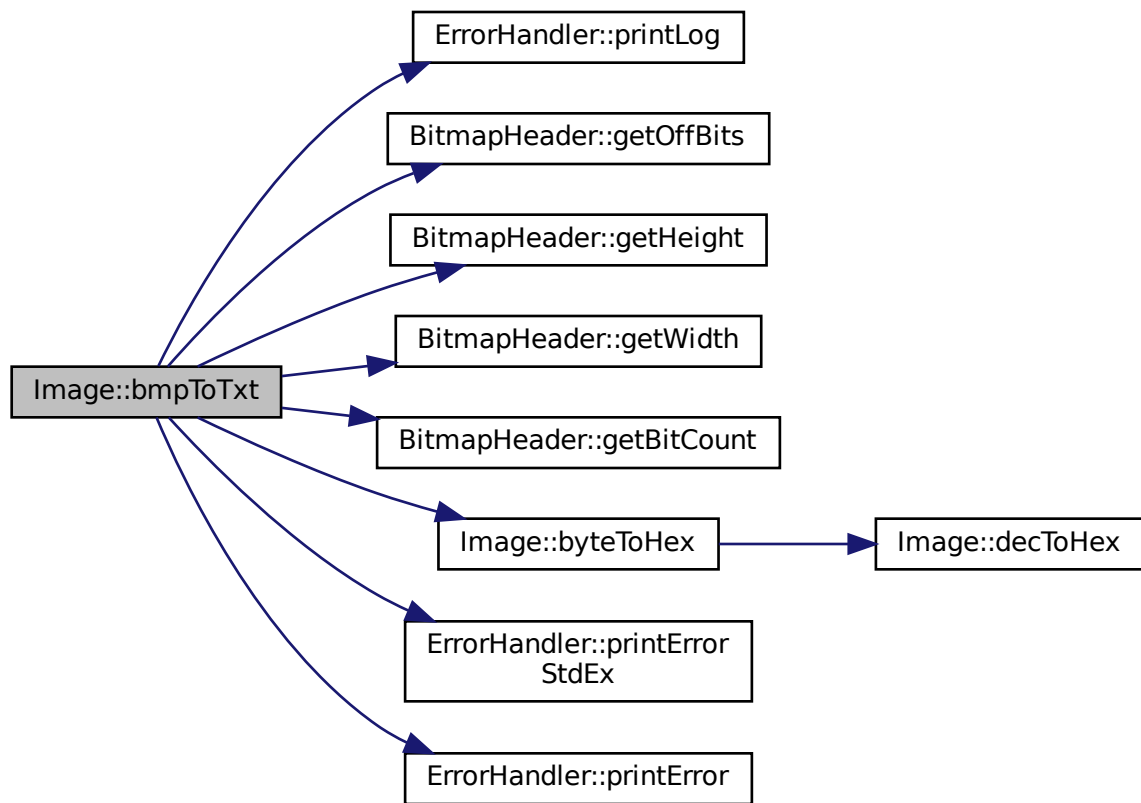 ErrorHandler::printLog
BitmapHeader::getOffBits
BitmapHeader::getHeight
BitmapHeader::getWidth
Image::bmpToTxt
BitmapHeader::getBitCount
Image::byteToHex
Image::decToHex
ErrorHandler::printError
StdEx
ErrorHandler::printError